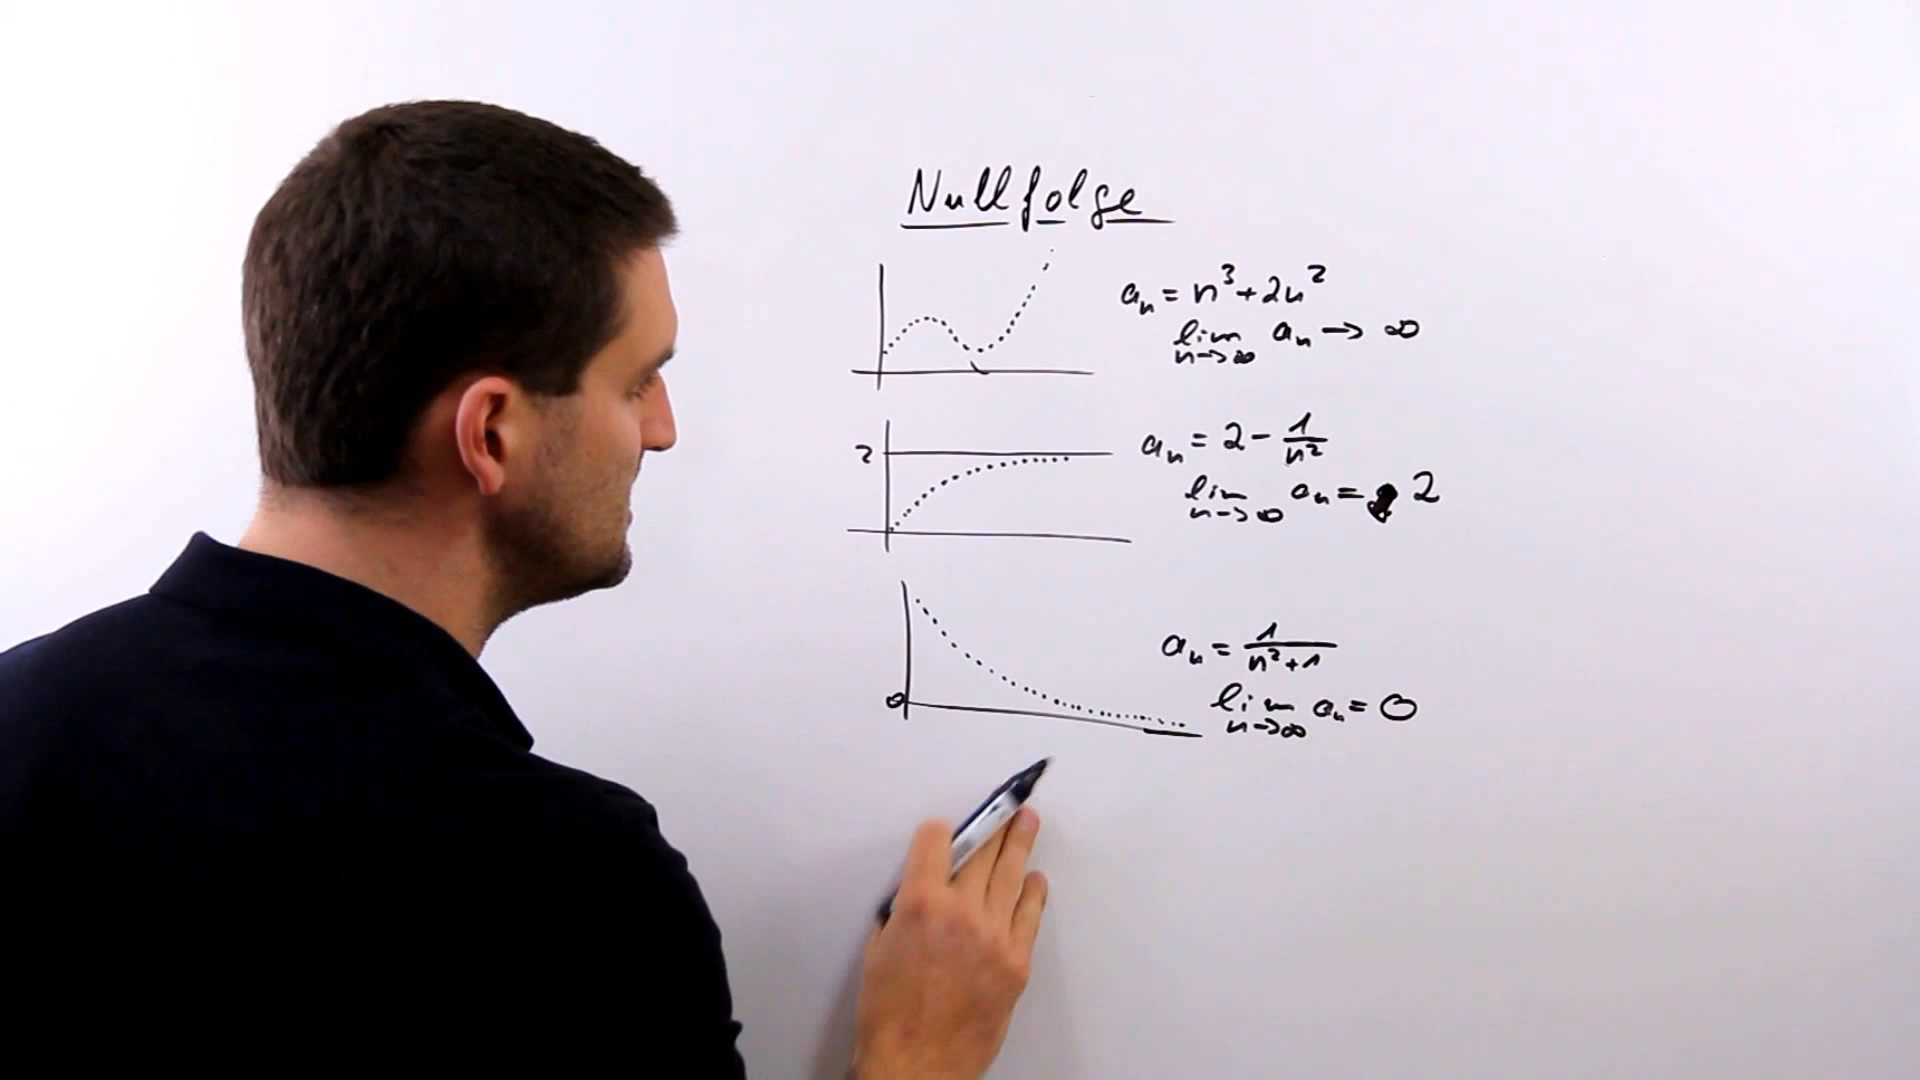 Nullfolge
aₙ = n³+2n²
lim aₙ → ∞
n→∞
2
aₙ = 2 - 1/n²
lim aₙ = 2
n→∞
aₙ = 1/(n²+1)
0
lim aₙ = 0
n→∞